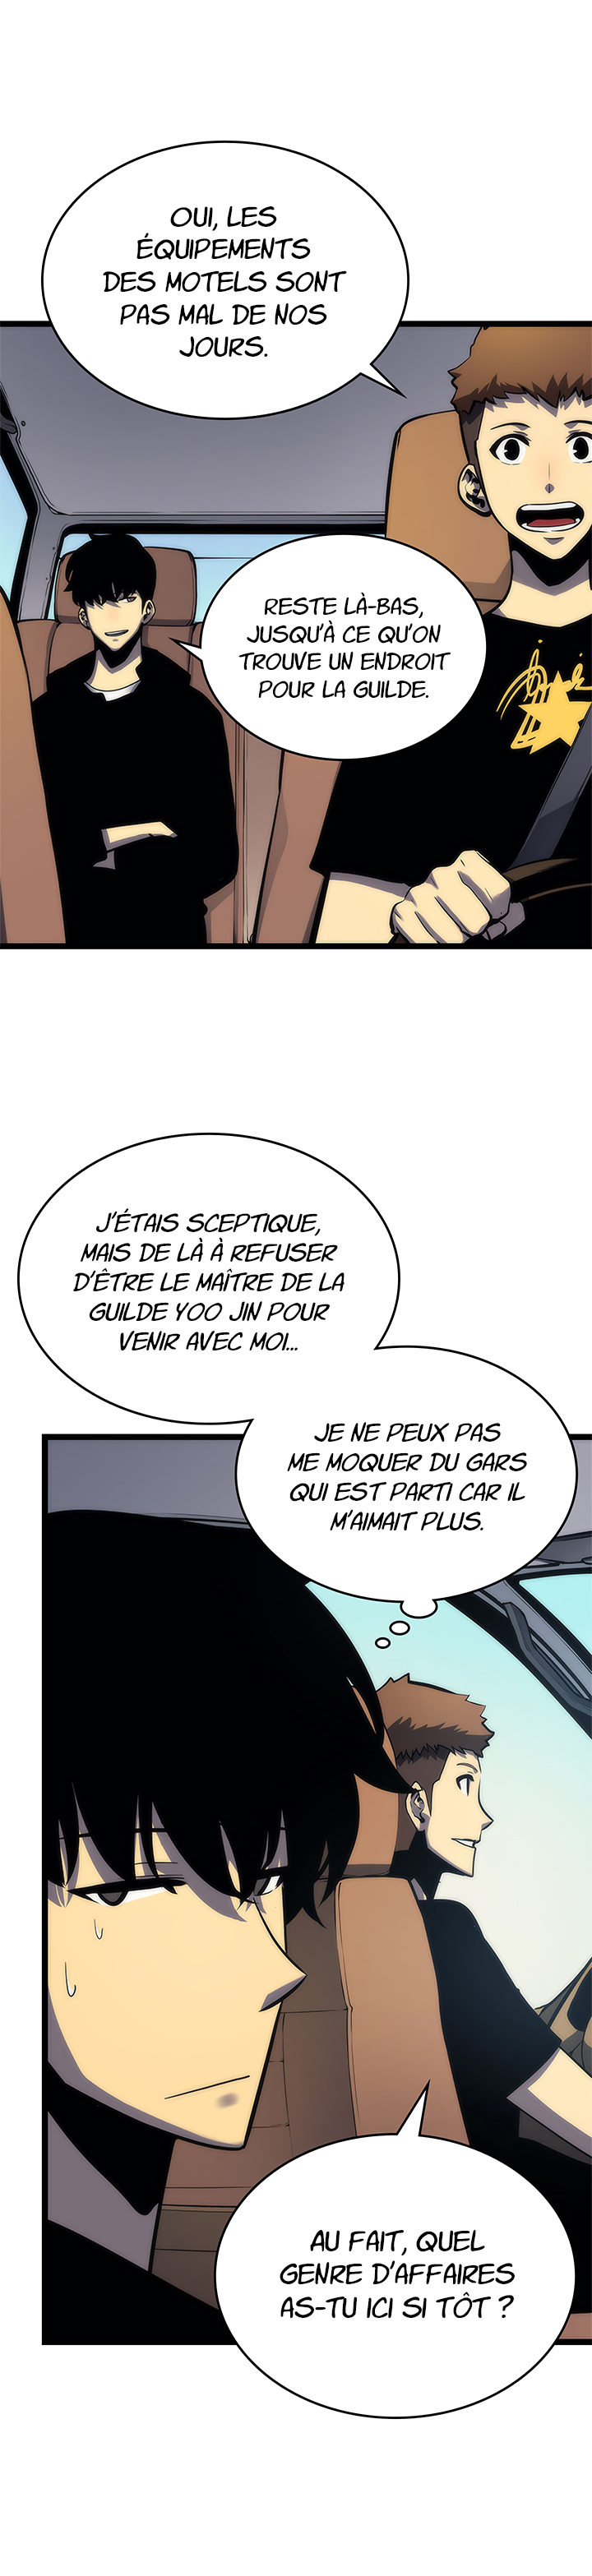 OUI, LES
ÉQUIPEMENTS
DES MOTELS SONT
PAS MAL DE NOS
JOURS.
RESTE LÀ-BAS,
JUSQU'À CE QU'ON
TROUVE UN ENDROIT
POUR LA GUILDE.
J'ÉTAIS SCEPTIQUE,
MAIS DE LÀ À REFUSER
D'ÊTRE LE MAÎTRE DE LA
GUILDE YOO JIN POUR
VENIR AVEC MOI...
JE NE PEUX PAS
ME MOQUER DU GARS
QUI EST PARTI CAR IL
M'AIMAIT PLUS.
AU FAIT, QUEL
GENRE D'AFFAIRES
AS-TU ICI SI TÔT ?